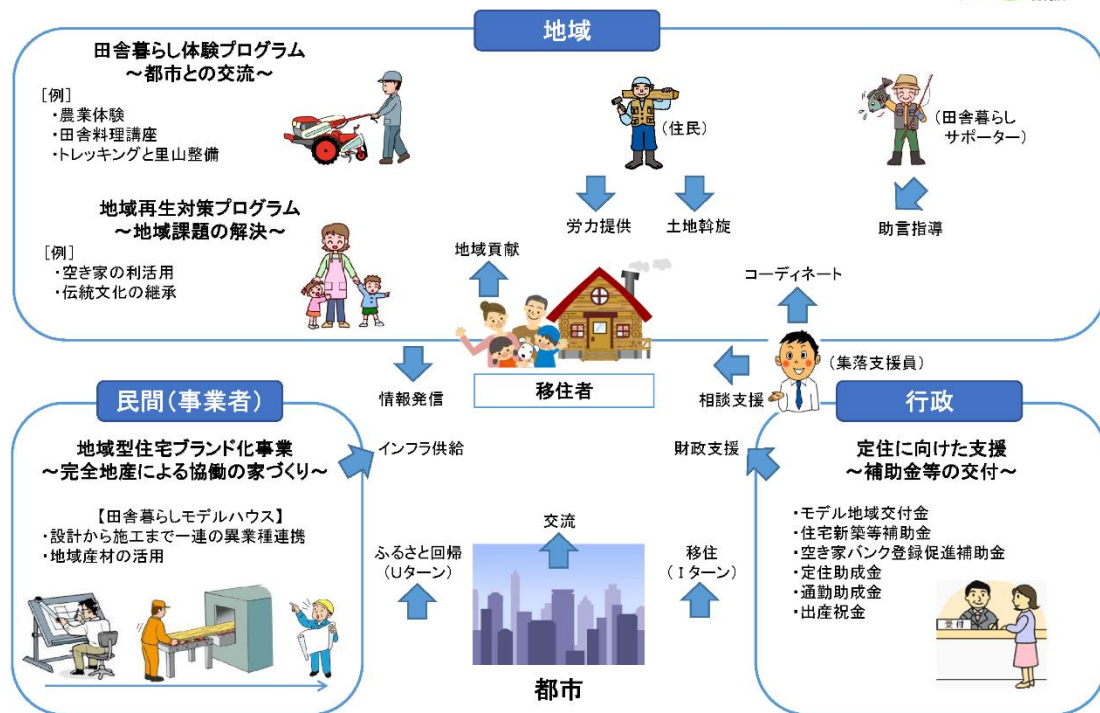 地域
田舎暮らし体験プログラム
～都市との交流～
[例]
・農業体験
・田舎料理講座
・トレッキングと里山整備
地域再生対策プログラム
～地域課題の解決～
[例]
・空き家の利活用
・伝統文化の継承
(住民)
(田舎暮らし
サポーター)
労力提供
土地斡旋
助言指導
地域貢献
コーディネート
情報発信
移住者
相談支援
(集落支援員)
民間(事業者)
地域型住宅ブランド化事業
～完全地産による協働の家づくり～
【田舎暮らしモデルハウス】
・設計から施工まで一連の異業種連携
・地域産材の活用
インフラ供給
財政支援
行政
定住に向けた支援
～補助金等の交付～
・モデル地域交付金
・住宅新築等補助金
・空き家バンク登録促進補助金
・定住助成金
・通勤助成金
・出産祝金
受付
ふるさと回帰
(Uターン)
交流
移住
(Iターン)
都市